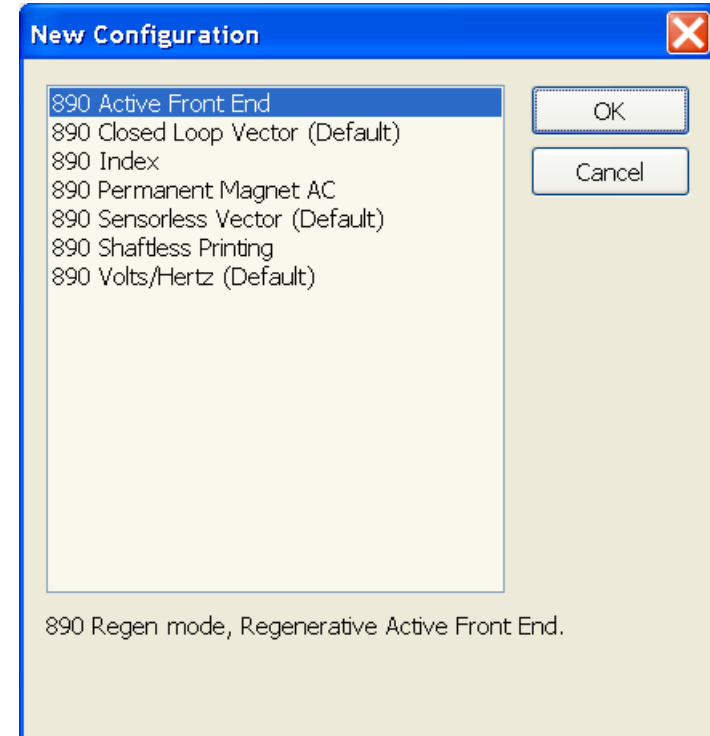 New Configuration
890 Active Front End
890 Closed Loop Vector (Default)
890 Index
890 Permanent Magnet AC
890 Sensorless Vector (Default)
890 Shaftless Printing
890 Volts/Hertz (Default)
OK
Cancel
890 Regen mode, Regenerative Active Front End.